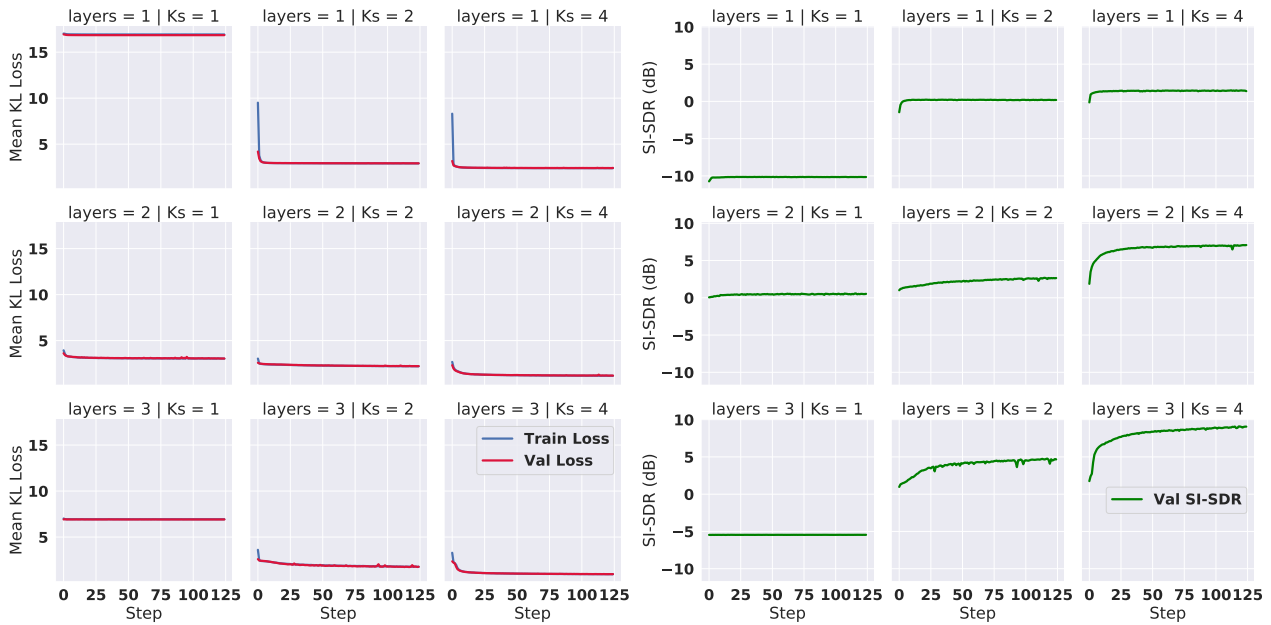 layers = 1 | Ks = 1 layers = 1 | Ks = 2 layers = 1 | Ks = 4 layers = 1 | Ks = 1 layers = 1 | Ks = 2 layers = 1 | Ks = 4
Mean KL Loss
15
10
5
SI-SDR (dB)
10
5
0
−5
−10
layers = 2 | Ks = 1 layers = 2 | Ks = 2 layers = 2 | Ks = 4 layers = 2 | Ks = 1 layers = 2 | Ks = 2 layers = 2 | Ks = 4
Mean KL Loss
15
10
5
SI-SDR (dB)
10
5
0
−5
−10
layers = 3 | Ks = 1 layers = 3 | Ks = 2 layers = 3 | Ks = 4 layers = 3 | Ks = 1 layers = 3 | Ks = 2 layers = 3 | Ks = 4
Mean KL Loss
15
10
5
Train Loss
Val Loss
SI-SDR (dB)
10
5
0
−5
−10
Val SI-SDR
0 25 50 75 100 125 0 25 50 75 100 125 0 25 50 75 100 125 0 25 50 75 100 125 0 25 50 75 100 125 0 25 50 75 100 125
Step Step Step Step Step Step